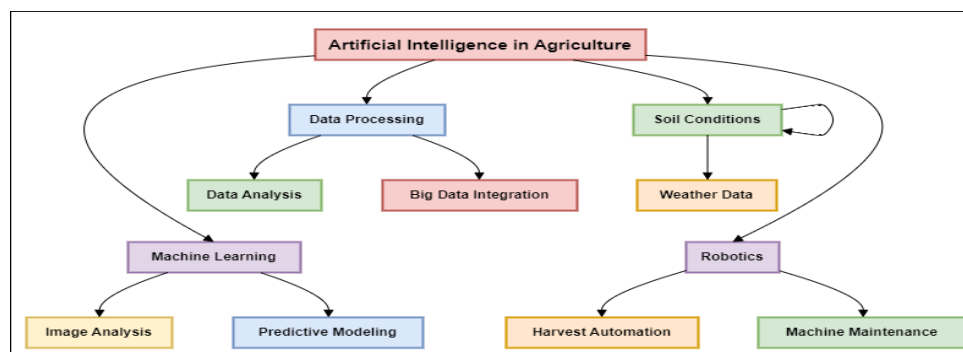 Artificial Intelligence in Agriculture
Data Processing
Soil Conditions
Data Analysis
Big Data Integration
Weather Data
Machine Learning
Robotics
Image Analysis
Predictive Modeling
Harvest Automation
Machine Maintenance